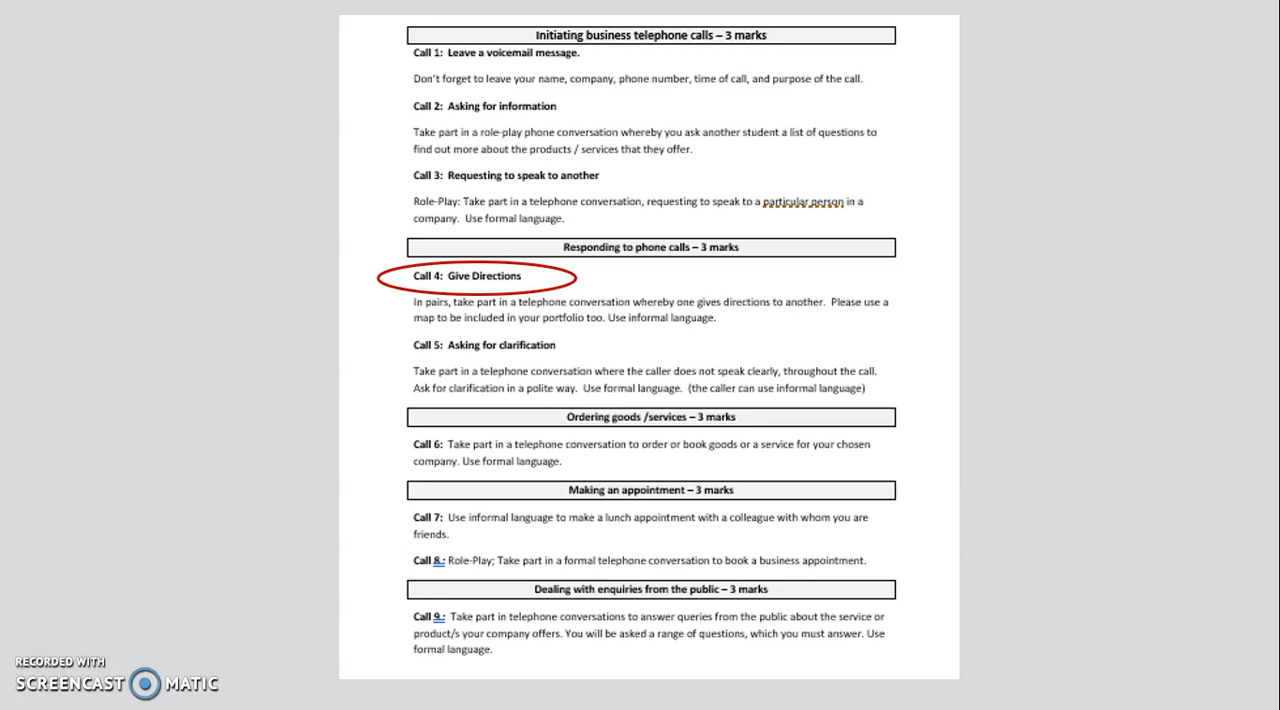 Initiating business telephone calls – 3 marks
Call 1: Leave a voicemail message.
Don't forget to leave your name, company, phone number, time of call, and purpose of the call.
Call 2: Asking for information
Take part in a role-play phone conversation whereby you ask another student a list of questions to
find out more about the products / services that they offer.
Call 3: Requesting to speak to another
Role-Play: Take part in a telephone conversation, requesting to speak to a particular person in a
company. Use formal language.
Responding to phone calls – 3 marks
Call 4: Give Directions
In pairs, take part in a telephone conversation whereby one gives directions to another. Please use a
map to be included in your portfolio too. Use informal language.
Call 5: Asking for clarification
Take part in a telephone conversation where the caller does not speak clearly, throughout the call.
Ask for clarification in a polite way. Use formal language. (the caller can use informal language)
Ordering goods /services – 3 marks
Call 6: Take part in a telephone conversation to order or book goods or a service for your chosen
company. Use formal language.
Making an appointment – 3 marks
Call 7: Use informal language to make a lunch appointment with a colleague with whom you are
friends.
Call 8.: Role-Play; Take part in a formal telephone conversation to book a business appointment.
Dealing with enquiries from the public – 3 marks
Call 9.: Take part in telephone conversations to answer queries from the public about the service or
product/s your company offers. You will be asked a range of questions, which you must answer. Use
formal language.
RECORDED WITH
SCREENCAST MATIC